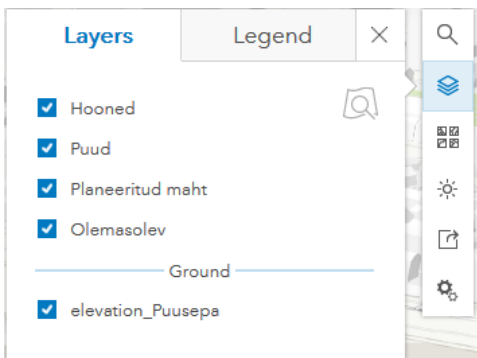 Layers
Legend
Hooned
Puud
Planeeritud maht
Olemasolev
Ground
elevation_Puusepa